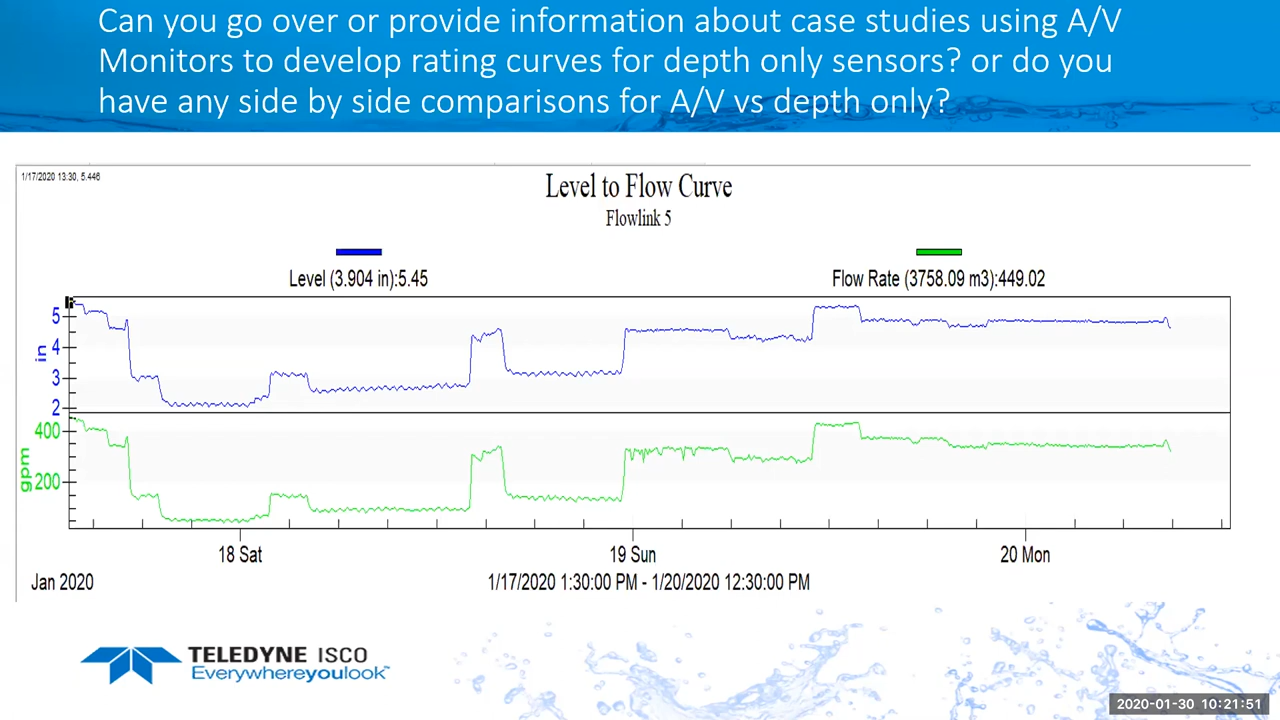 Can you go over or provide information about case studies using A/V
Monitors to develop rating curves for depth only sensors? or do you
have any side by side comparisons for A/V vs depth only?
1/17/2020 13:30, 5.446
Level to Flow Curve
Flowlink 5
Level (3.904 in):5.45
Flow Rate (3758.09 m3):449.02
5
4
3
2
in
400
200
gpm
18 Sat
19 Sun
20 Mon
Jan 2020
1/17/2020 1:30:00 PM - 1/20/2020 12:30:00 PM
TELEDYNE ISCO
Everywhereyoulook™
2020-01-30 10:21:51